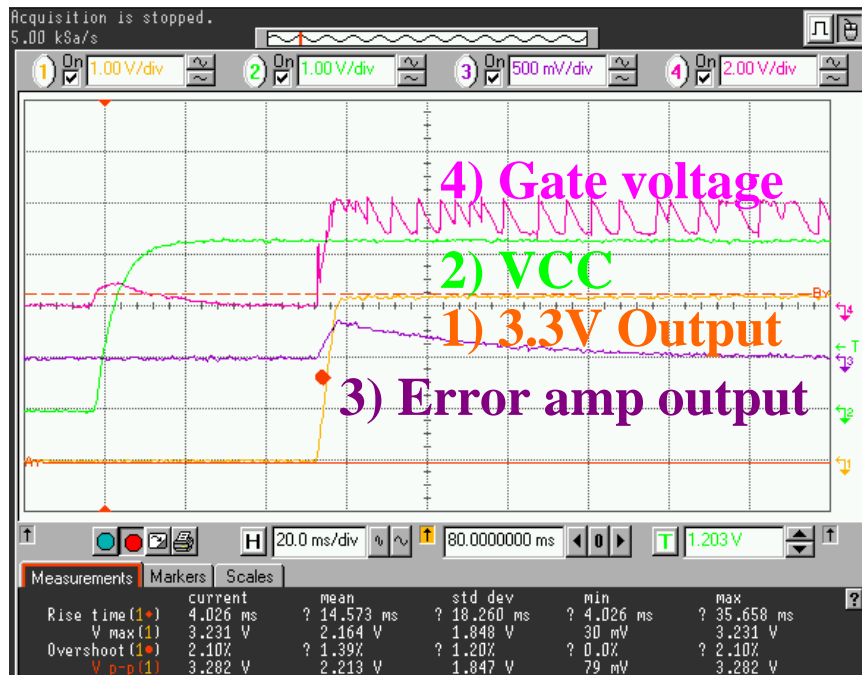 Acquisition is stopped.
5.00 kSa/s
1 On 1.00 V/div 2 On 1.00 V/div 3 On 500 mV/div 4 On 2.00 V/div
4) Gate voltage
2) VCC
1) 3.3V Output
3) Error amp output
H 20.0 ms/div 80.0000000 ms 0 T 1.203 V
Measurements Markers Scales
current mean std dev min max
Rise time(1) 4.026 ms ? 14.573 ms ? 18.260 ms ? 4.026 ms ? 35.658 ms
V max(1) 3.231 V 2.164 V 1.848 V 30 mV 3.231 V
Overshoot(1) 2.10% ? 1.39% ? 1.20% ? 0.0% ? 2.10%
V p-p(1) 3.282 V 2.213 V 1.847 V 79 mV 3.282 V
?